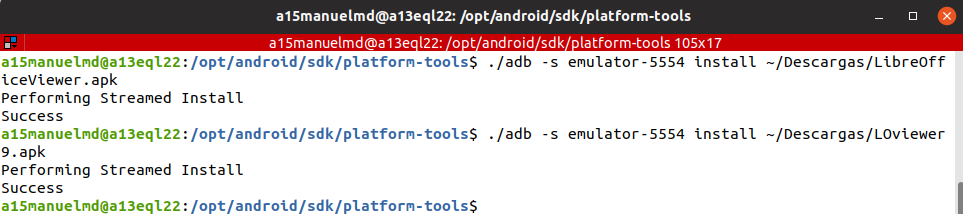 a15manuelmd@a13eql22: /opt/android/sdk/platform-tools
a15manuelmd@a13eql22: /opt/android/sdk/platform-tools 105x17
a15manuelmd@a13eql22:/opt/android/sdk/platform-tools$ ./adb -s emulator-5554 install ~/Descargas/LibreOff
iceViewer.apk
Performing Streamed Install
Success
a15manuelmd@a13eql22:/opt/android/sdk/platform-tools$ ./adb -s emulator-5554 install ~/Descargas/LOviewer
9.apk
Performing Streamed Install
Success
a15manuelmd@a13eql22:/opt/android/sdk/platform-tools$